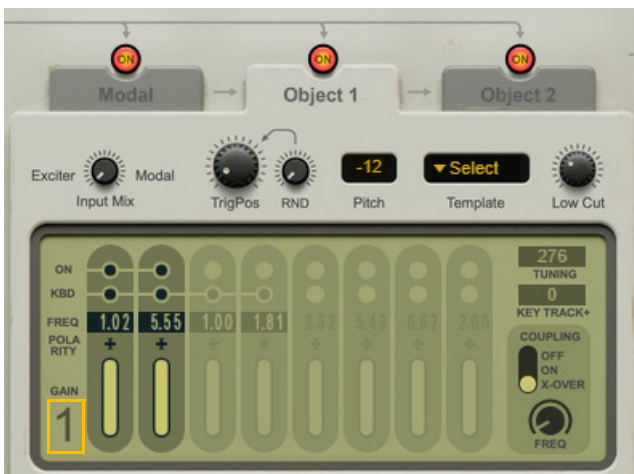 ON ON ON
Modal Object 1 Object 2
Exciter Modal -12 Select
Input Mix TrigPos RND Pitch Template Low Cut
ON 276
TUNING
KBD 0
KEY TRACK+
FREQ 1.02 5.55 1.00 1.81 3.32 5.43 6.62 2.00
POLA
RITY + + + + + + + +
COUPLING
OFF
ON
X-OVER
GAIN
1
FREQ